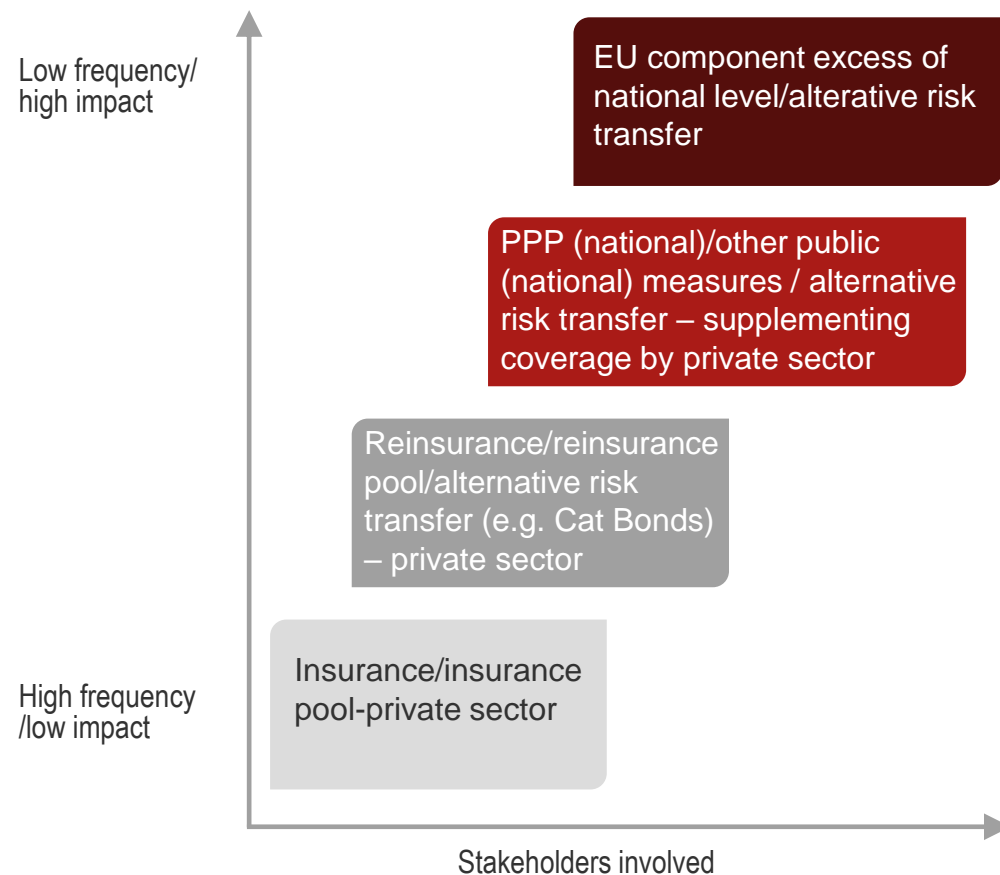 Low frequency/
high impact
EU component excess of
national level/alterative risk
transfer
PPP (national)/other public
(national) measures / alternative
risk transfer – supplementing
coverage by private sector
Reinsurance/reinsurance
pool/alternative risk
transfer (e.g. Cat Bonds)
– private sector
High frequency
/low impact
Insurance/insurance
pool-private sector
Stakeholders involved